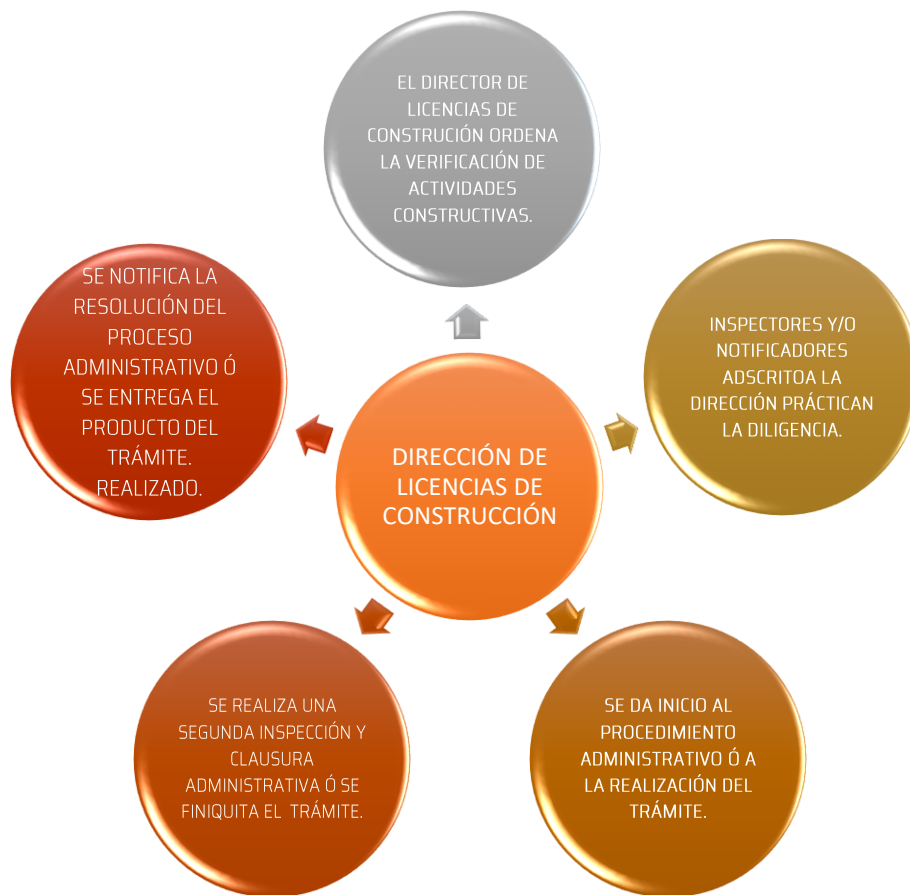 EL DIRECTOR DE
LICENCIAS DE
CONSTRUCIÓN ORDENA
LA VERIFICACIÓN DE
ACTIVIDADES
CONSTRUCTIVAS.
INSPECTORES Y/O
NOTIFICADORES
ADSCRITOA LA
DIRECCIÓN PRÁCTICAN
LA DILIGENCIA.
SE DA INICIO AL
PROCEDIMIENTO
ADMINISTRATIVO Ó A
LA REALIZACIÓN DEL
TRÁMITE.
SE REALIZA UNA
SEGUNDA INSPECCIÓN Y
CLAUSURA
ADMINISTRATIVA Ó SE
FINIQUITA EL TRÁMITE.
SE NOTIFICA LA
RESOLUCIÓN DEL
PROCESO
ADMINISTRATIVO Ó
SE ENTREGA EL
PRODUCTO DEL
TRÁMITE.
REALIZADO.
DIRECCIÓN DE
LICENCIAS DE
CONSTRUCCIÓN